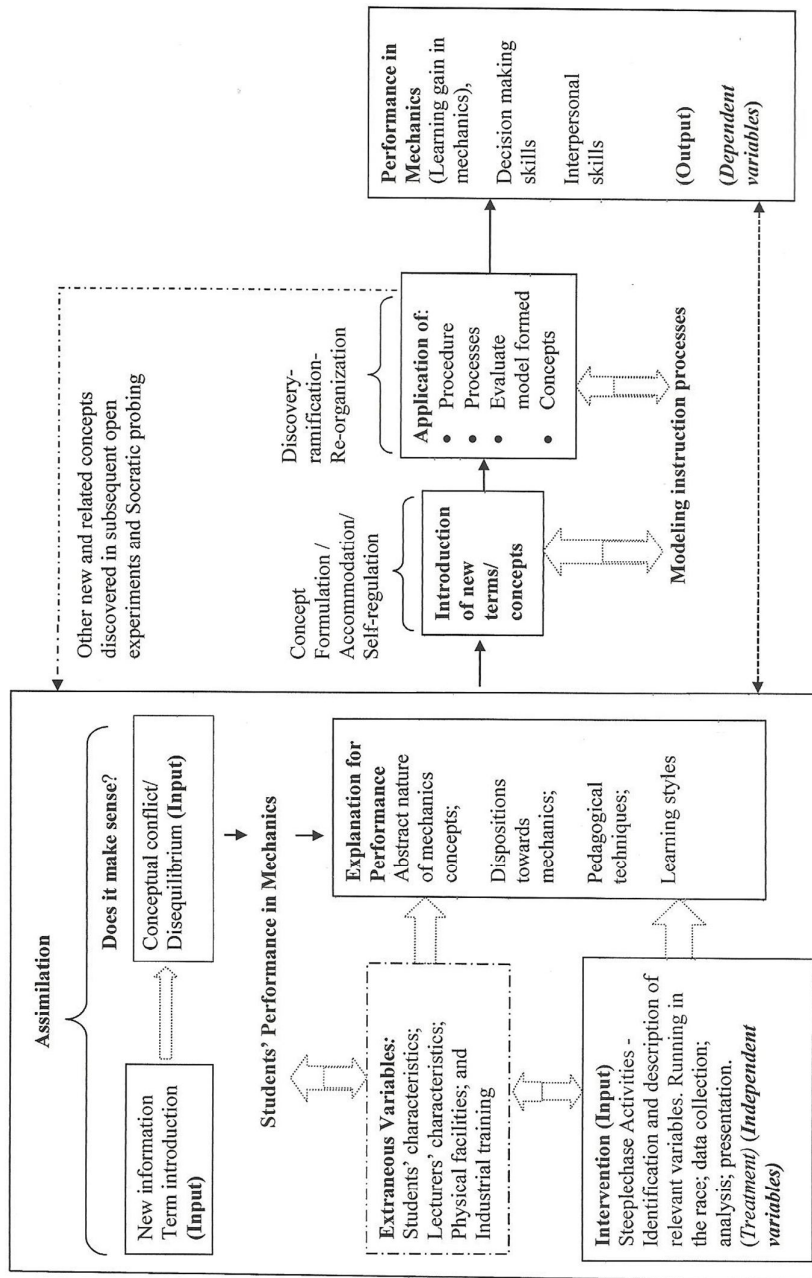 Assimilation
Does it make sense?
New information
Term introduction
(Input)
Conceptual conflict/
Disequilibrium (Input)
Students' Performance in Mechanics
Extraneous Variables:
Students' characteristics;
Lecturers' characteristics;
Physical facilities; and
Industrial training
Explanation for
Performance
Abstract nature
of mechanics
concepts;
Dispositions
towards
mechanics;
Pedagogical
techniques;
Learning styles
Intervention (Input)
Steeplechase Activities -
Identification and description of
relevant variables. Running in
the race; data collection;
analysis; presentation.
(Treatment) (Independent
variables)
Other new and related concepts
discovered in subsequent open
experiments and Socratic probing
Concept
Formulation /
Accommodation/
Self-regulation
Introduction
of new
terms/
concepts
Discovery-
ramification-
Re-organization
Application of:
• Procedure
• Processes
• Evaluate
model formed
• Concepts
Modeling instruction processes
Performance in
Mechanics
(Learning gain in
mechanics),
Decision making
skills
Interpersonal
skills
(Output)
(Dependent
variables)